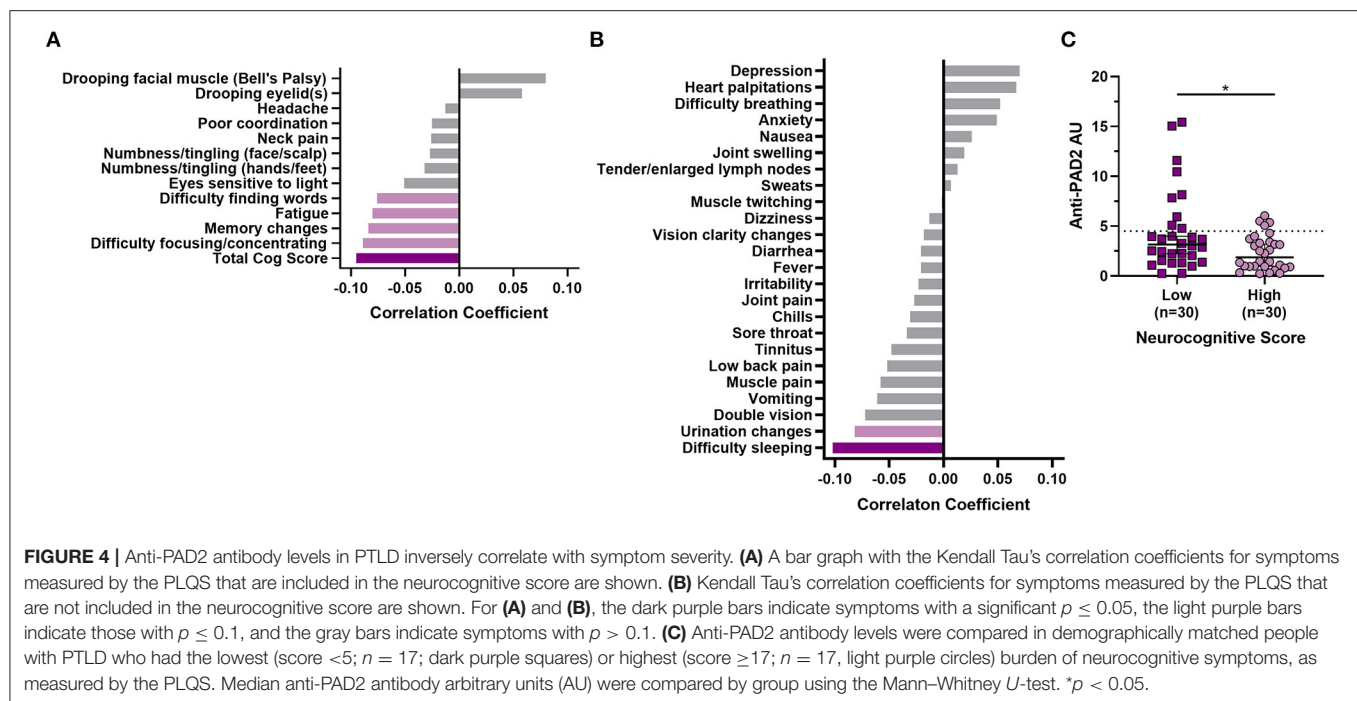 A
Drooping facial muscle (Bell's Palsy)
Drooping eyelid(s)
Headache
Poor coordination
Neck pain
Numbness/tingling (face/scalp)
Numbness/tingling (hands/feet)
Eyes sensitive to light
Difficulty finding words
Fatigue
Memory changes
Difficulty focusing/concentrating
Total Cog Score
-0.10 -0.05 0.00 0.05 0.10
Correlation Coefficient
B
Depression
Heart palpitations
Difficulty breathing
Anxiety
Nausea
Joint swelling
Tender/enlarged lymph nodes
Sweats
Muscle twitching
Dizziness
Vision clarity changes
Diarrhea
Fever
Irritability
Joint pain
Chills
Sore throat
Tinnitus
Low back pain
Muscle pain
Vomiting
Double vision
Urination changes
Difficulty sleeping
-0.10 -0.05 0.00 0.05 0.10
Correlaton Coefficient
C
Anti-PAD2 AU
20
15
10
5
0
*
Low High
(n=30) (n=30)
Neurocognitive Score
FIGURE 4 | Anti-PAD2 antibody levels in PTLD inversely correlate with symptom severity. (A) A bar graph with the Kendall Tau's correlation coefficients for symptoms
measured by the PLQS that are included in the neurocognitive score are shown. (B) Kendall Tau's correlation coefficients for symptoms measured by the PLQS that
are not included in the neurocognitive score are shown. For (A) and (B), the dark purple bars indicate symptoms with a significant p ≤ 0.05, the light purple bars
indicate those with p ≤ 0.1, and the gray bars indicate symptoms with p > 0.1. (C) Anti-PAD2 antibody levels were compared in demographically matched people
with PTLD who had the lowest (score <5; n = 17; dark purple squares) or highest (score ≥17; n = 17, light purple circles) burden of neurocognitive symptoms, as
measured by the PLQS. Median anti-PAD2 antibody arbitrary units (AU) were compared by group using the Mann–Whitney U-test. *p < 0.05.